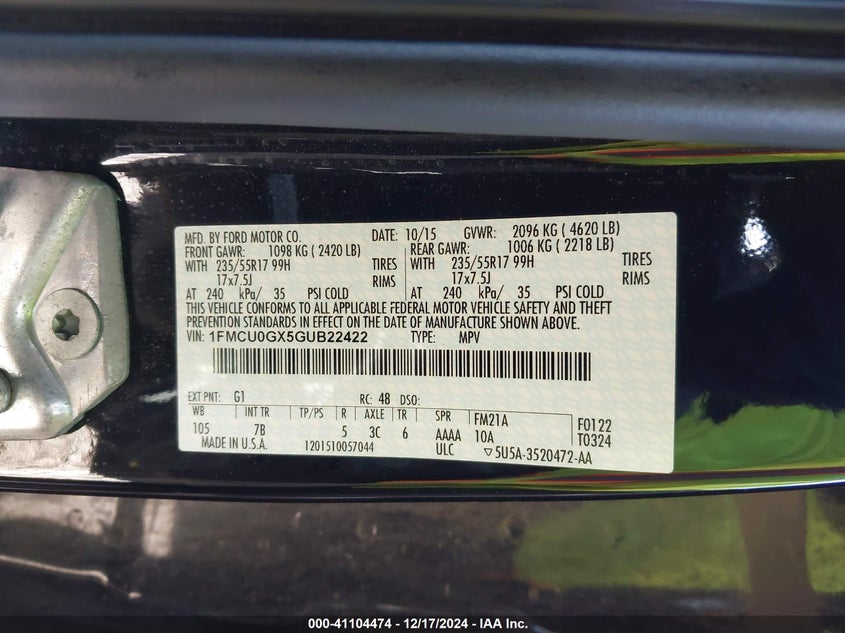 MFD. BY FORD MOTOR CO. DATE: 10/15 GVWR: 2096 KG ( 4620 LB)
FRONT GAWR: 1098 KG ( 2420 LB) REAR GAWR: 1006 KG ( 2218 LB)
WITH 235/55R17 99H TIRES WITH 235/55R17 99H TIRES
17x7.5J RIMS 17x7.5J RIMS
AT 240 kPa/ 35 PSI COLD AT 240 kPa/ 35 PSI COLD
THIS VEHICLE CONFORMS TO ALL APPLICABLE FEDERAL MOTOR VEHICLE SAFETY AND THEFT
PREVENTION STANDARDS IN EFFECT ON THE DATE OF MANUFACTURE SHOWN ABOVE.
VIN: 1FMCU0GX5GUB22422 TYPE: MPV
EXT PNT: G1 RC: 48 DSO:
WB INT TR TP/PS R AXLE TR SPR FM21A F0122
105 7B 5 3C 6 AAAA 10A T0324
MADE IN U.S.A. 1201510057044 ULC ▽5U5A-3520472-AA
000-41104474 - 12/17/2024 - IAA Inc.